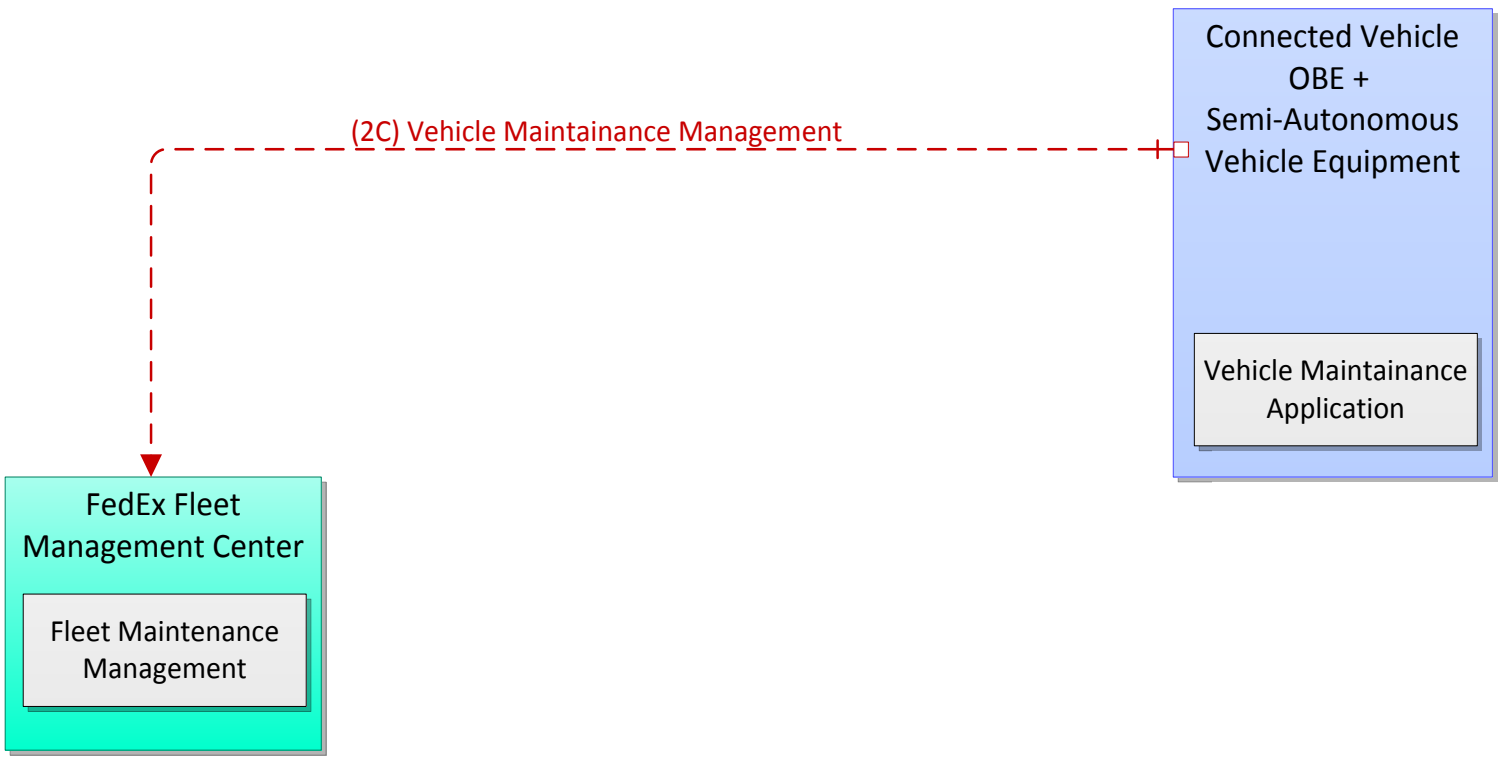 Connected Vehicle
OBE +
Semi-Autonomous
Vehicle Equipment
(2C) Vehicle Maintainance Management
Vehicle Maintainance
Application
FedEx Fleet
Management Center
Fleet Maintenance
Management